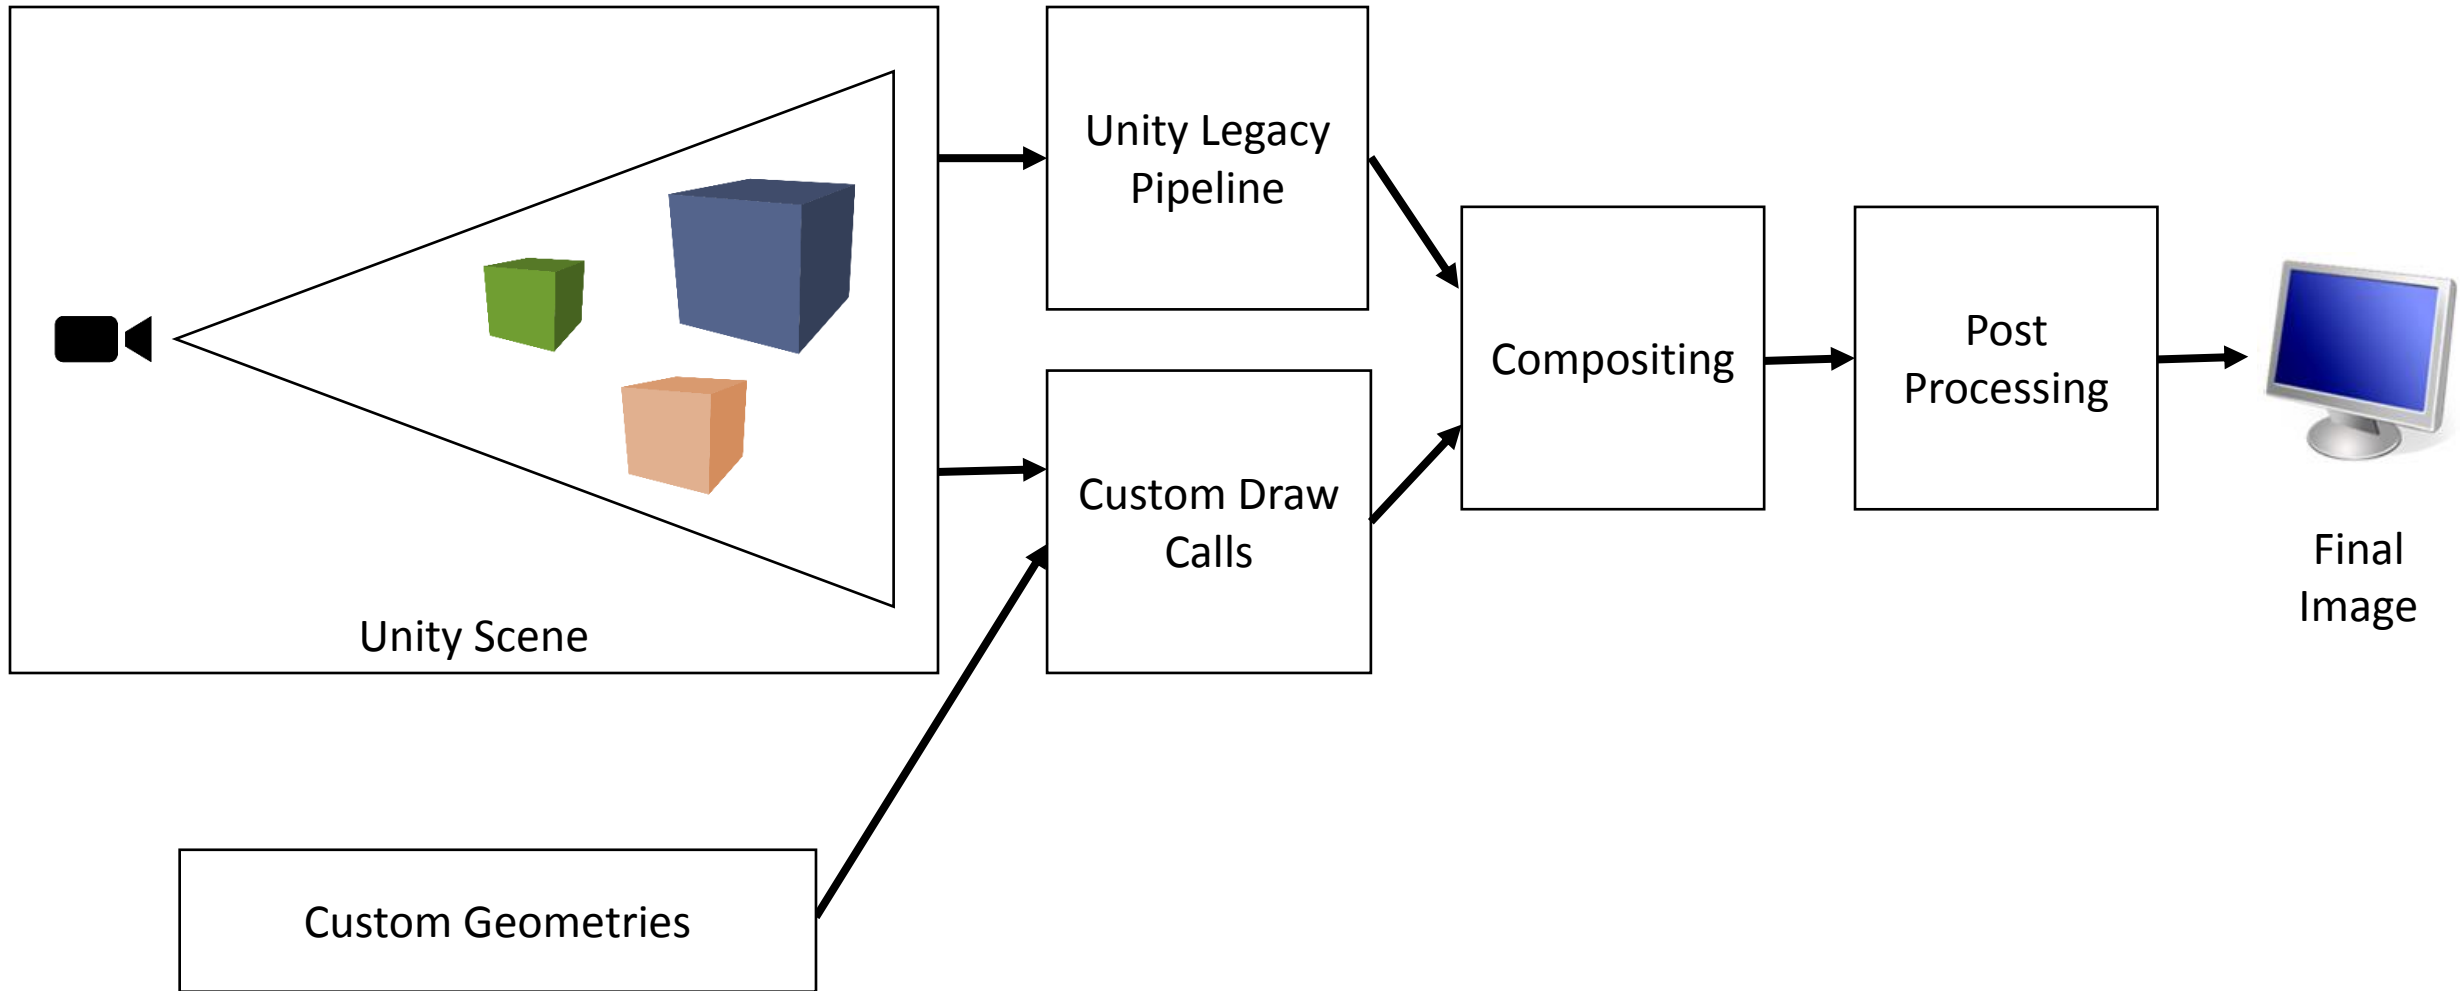 Unity Scene
Unity Legacy
Pipeline
Custom Draw
Calls
Custom Geometries
Compositing
Post
Processing
Final
Image